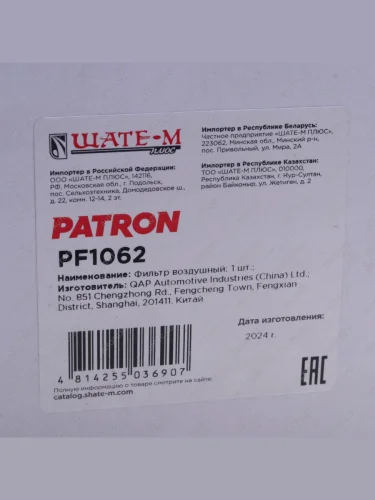 ШАТЕ-М
ПЛЮС
Импортер в Российской Федерации:
ООО «ШАТЕ-М ПЛЮС», 142116,
РФ, Московская обл., г. Подольск,
пос. Сельхозтехника, Домодедовское ш.,
д. 22, комн. 12-14, 2 эт.
Импортер в Республике Беларусь:
Частное предприятие «ШАТЕ-М ПЛЮС»,
223062, Минская обл., Минский р-н,
пос. Привольный, ул. Мира, 2А
Импортер в Республике Казахстан:
ТОО «ШАТЕ-М ПЛЮС», 010000,
Республика Казахстан, г. Нур-Султан,
район Байконыр, ул. Жетиген, д. 2
PATRON
PF1062
Наименование: Фильтр воздушный; 1 шт.;
Изготовитель: QAP Automotive Industries (China) Ltd.;
No. 851 Chengzhong Rd., Fengcheng Town, Fengxian
District, Shanghai, 201411. Китай
Дата изготовления:
2024 г.
4 814255 036907
Полную информацию о товаре смотрите на сайте
catalog.shate-m.com
EAC